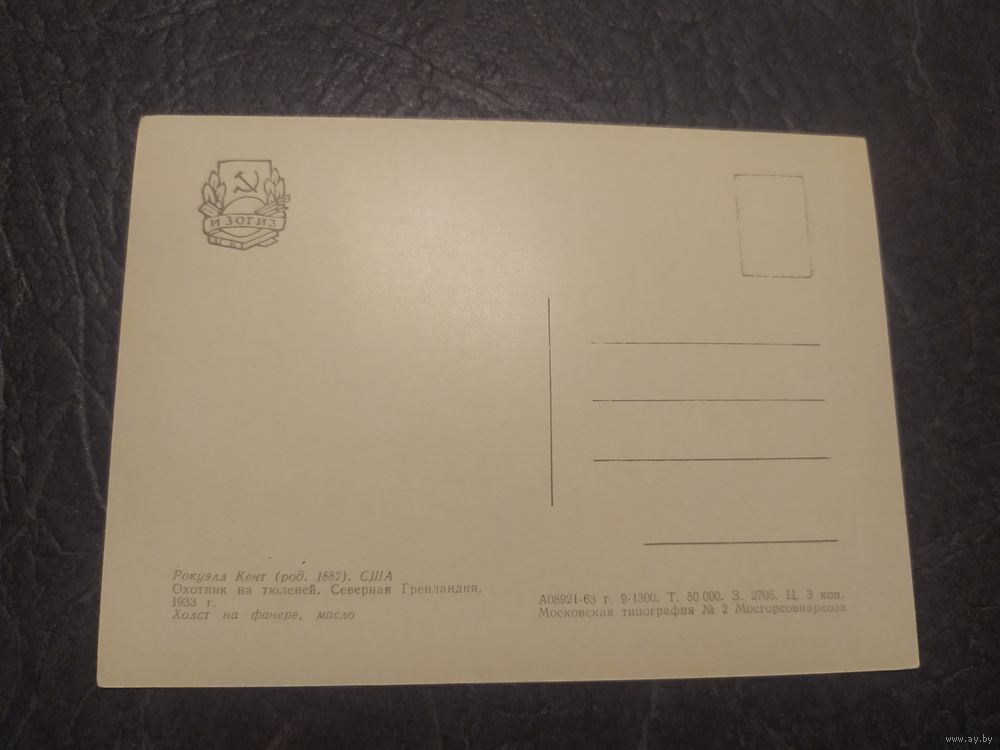 ИЗОГИЗ
Рокуэлл Кент (род. 1882). США
Охотник на тюленей. Северная Гренландия.
1933 г.
Холст на фанере, масло
А08921-63 г. 9-1300. Т. 50 000. З. 2706. Ц. 3 коп.
Московская типография № 2 Мосгорсовнархоза
www.ay.by